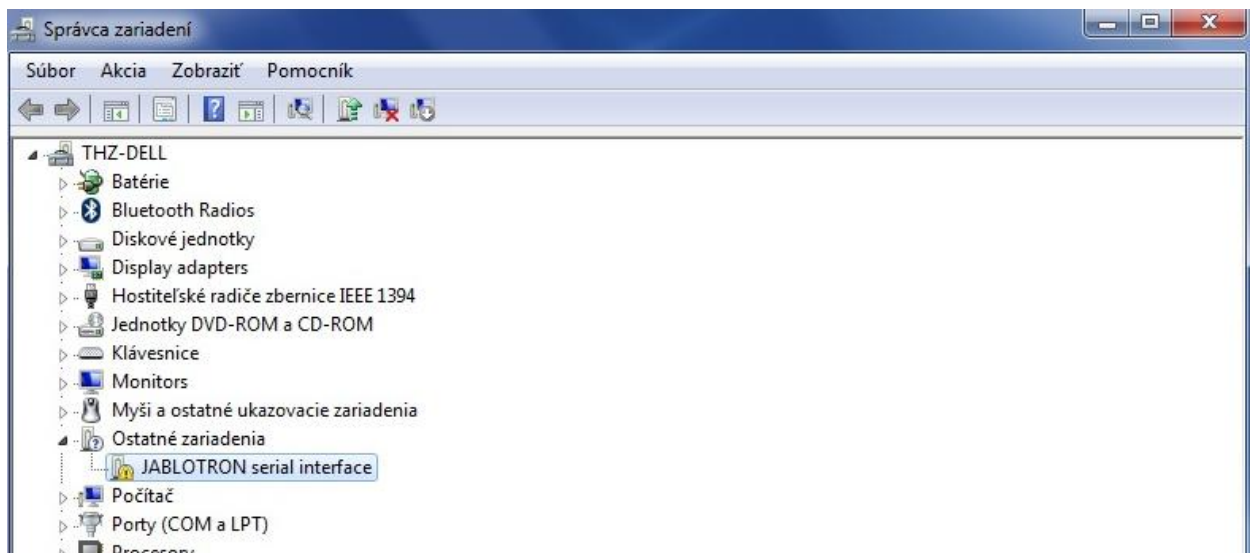 Správca zariadení
Súbor Akcia Zobraziť Pomocník
THZ-DELL
Batérie
Bluetooth Radios
Diskové jednotky
Display adapters
Hostiteľské radiče zbernice IEEE 1394
Jednotky DVD-ROM a CD-ROM
Klávesnice
Monitors
Myši a ostatné ukazovacie zariadenia
Ostatné zariadenia
JABLOTRON serial interface
Počítač
Porty (COM a LPT)
Procesory